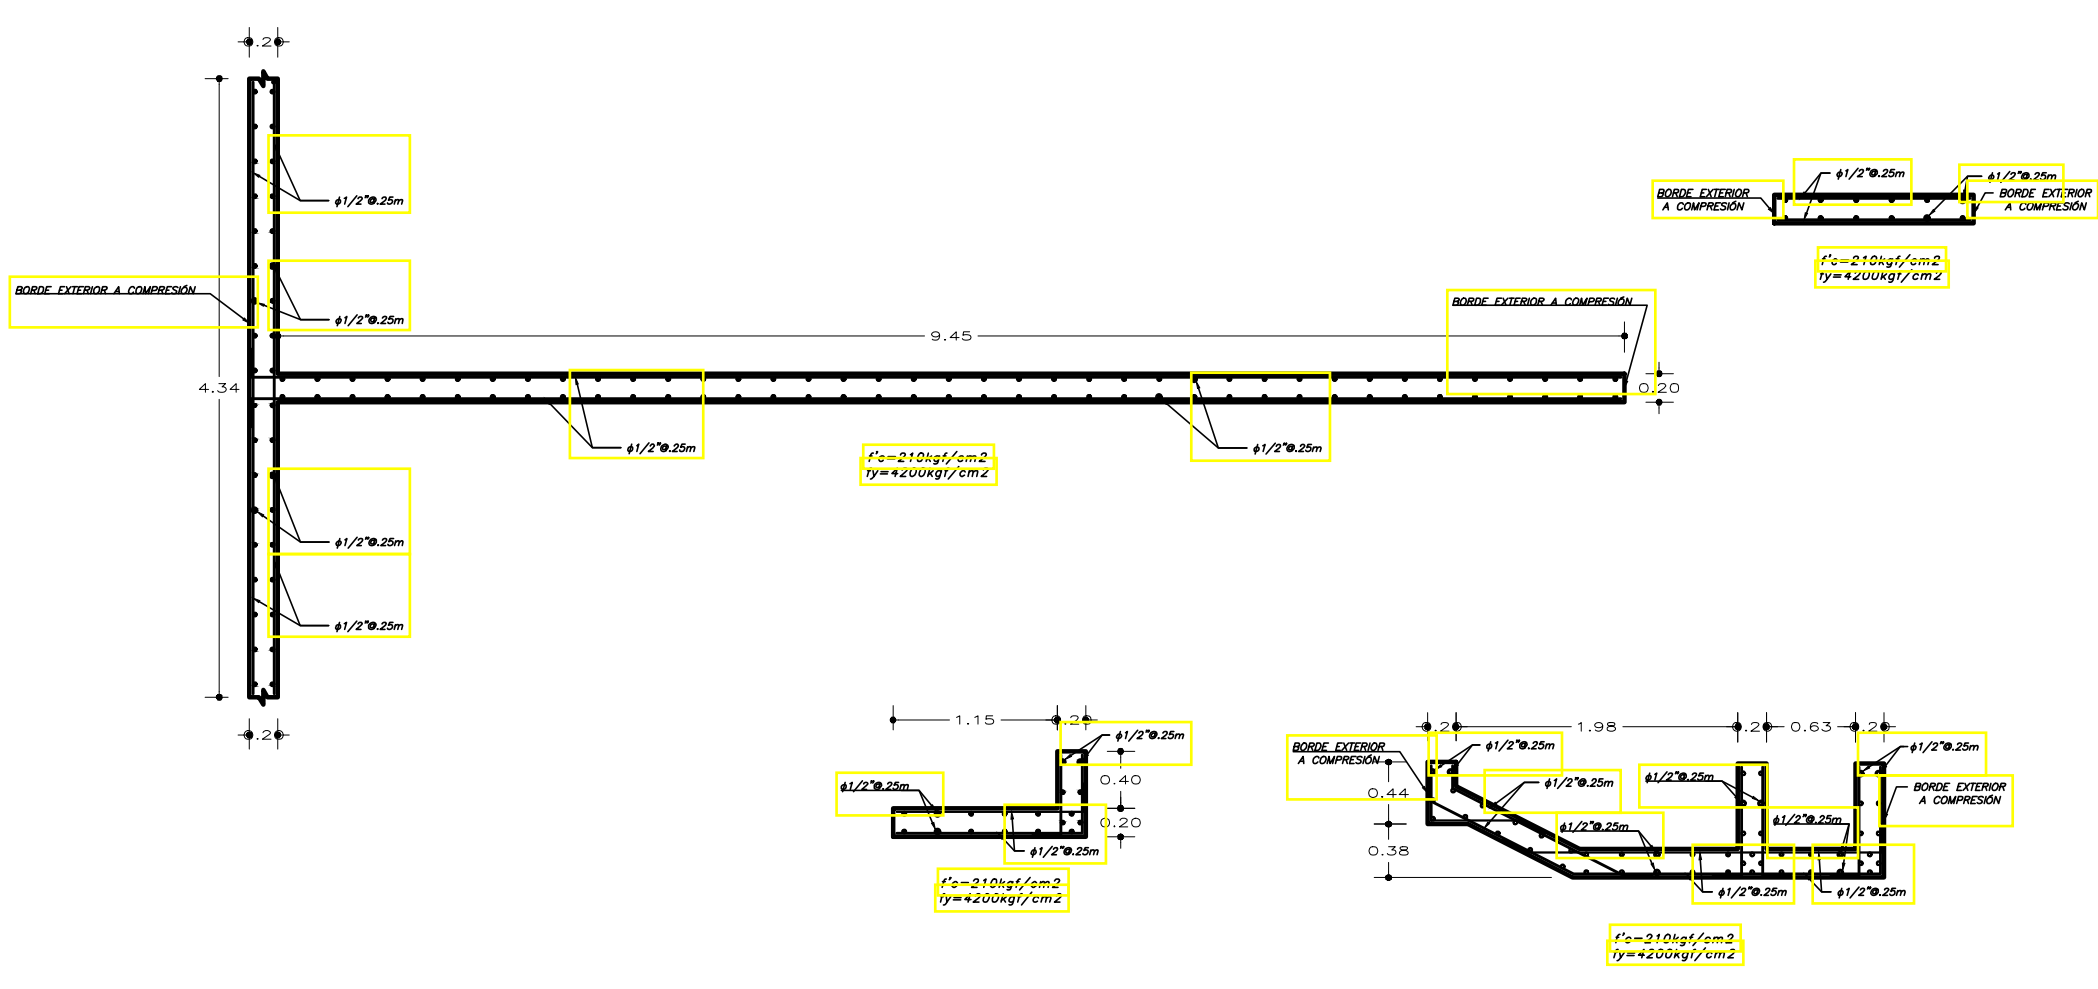 .2
φ1/2"@.25m
φ1/2"@.25m
BORDE EXTERIOR
A COMPRESIÓN
φ1/2"@.25m
BORDE EXTERIOR
A COMPRESIÓN
f'c=210kgf/cm2
fy=4200kgf/cm2
φ1/2"@.25m
BORDE EXTERIOR A COMPRESIÓN
φ1/2"@.25m
BORDE EXTERIOR A COMPRESIÓN
9.45
4.34
0.20
φ1/2"@.25m
φ1/2"@.25m
f'c=210kgf/cm2
fy=4200kgf/cm2
φ1/2"@.25m
φ1/2"@.25m
.2
1.15
.2
φ1/2"@.25m
0.40
φ1/2"@.25m
0.20
φ1/2"@.25m
f'c=210kgf/cm2
fy=4200kgf/cm2
.2
1.98
.2
0.63
.2
BORDE EXTERIOR
A COMPRESIÓN
φ1/2"@.25m
φ1/2"@.25m
φ1/2"@.25m
φ1/2"@.25m
BORDE EXTERIOR
A COMPRESIÓN
0.44
φ1/2"@.25m
φ1/2"@.25m
0.38
φ1/2"@.25m
φ1/2"@.25m
f'c=210kgf/cm2
fy=4200kgf/cm2